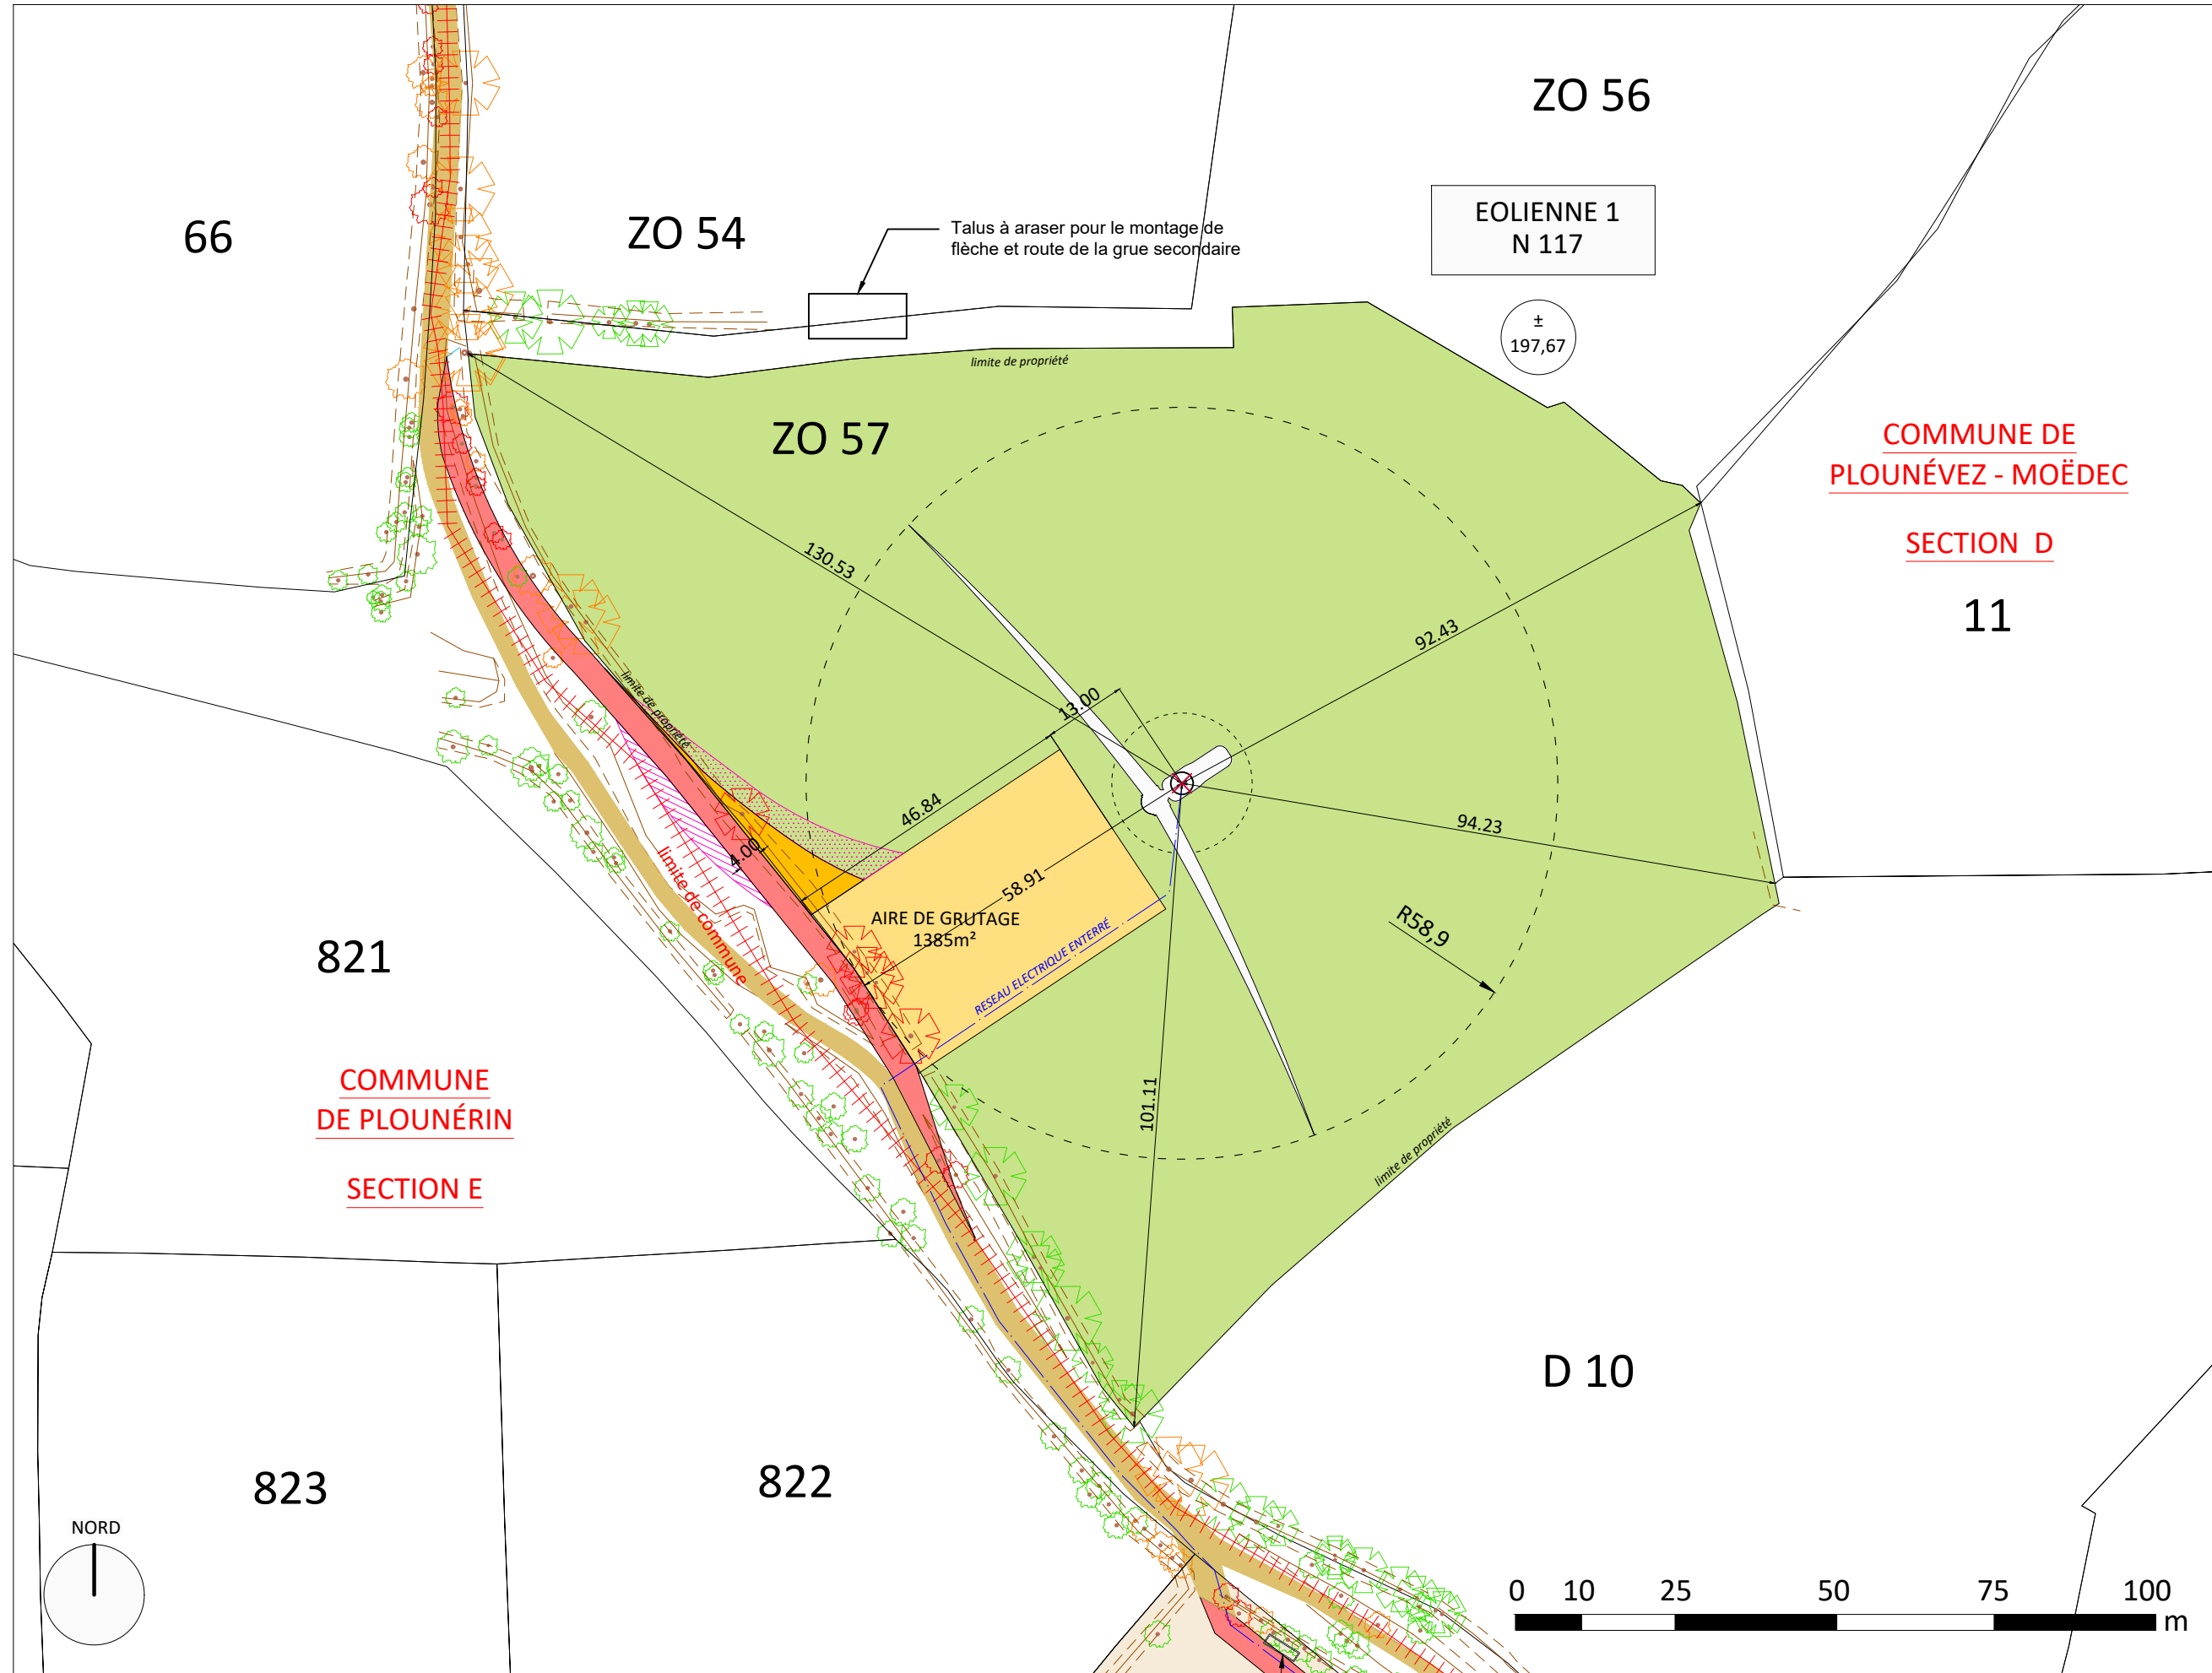 ZO 56
EOLIENNE 1
N 117
±
197,67
66
ZO 54
Talus à araser pour le montage de
flèche et route de la grue secondaire
limite de propriété
ZO 57
COMMUNE DE
PLOUNÉVEZ - MOËDEC
SECTION D
11
130.53
92.43
limite de propriété
13.00
46.84
4.00
94.23
58.91
R58,9
AIRE DE GRUTAGE
1385m²
RESEAU ELECTRIQUE ENTERRÉ
limite de commune
821
COMMUNE
DE PLOUNÉRIN
SECTION E
101.11
limite de propriété
D 10
823
822
NORD
0 10 25 50 75 100
m